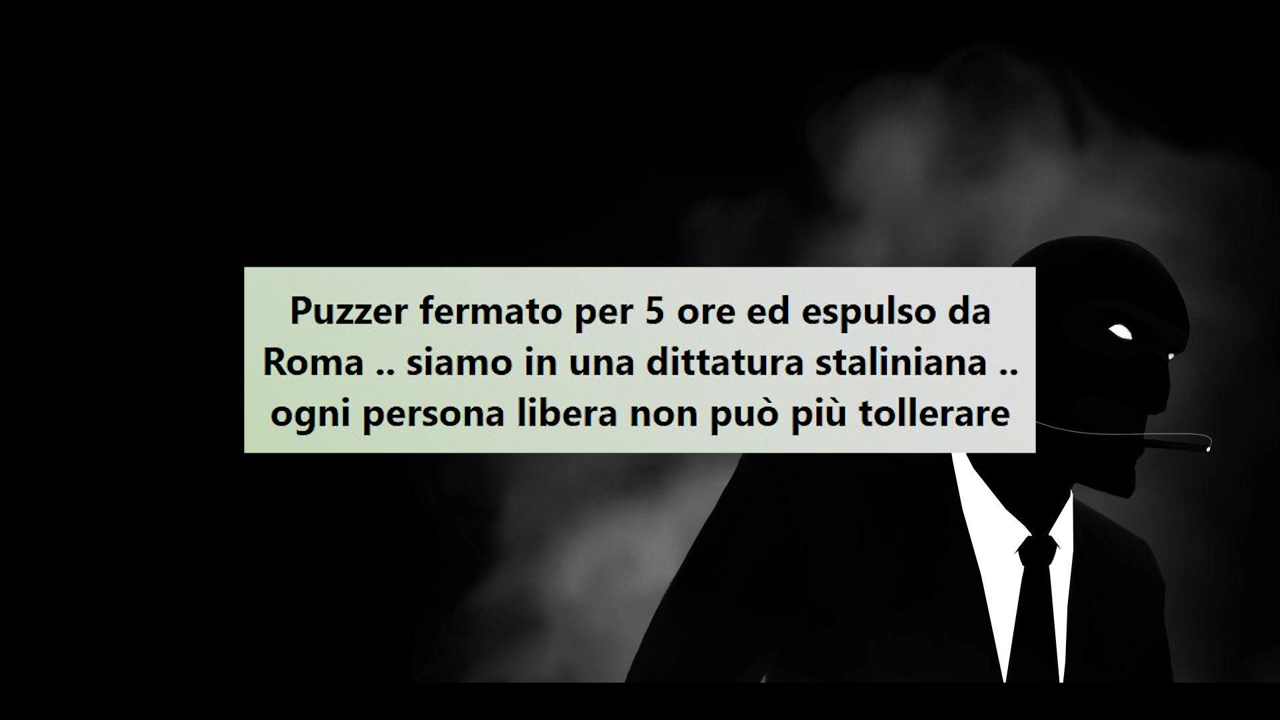 Puzzer fermato per 5 ore ed espulso da
Roma .. siamo in una dittatura staliniana ..
ogni persona libera non può più tollerare